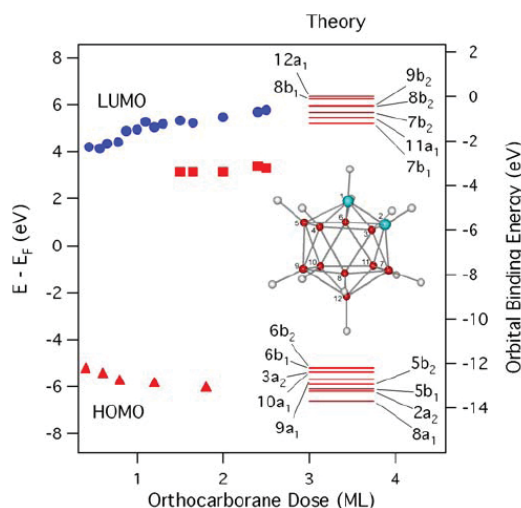 Theory
8
6
4
2
0
-2
-4
-6
-8
E - E_F (eV)
LUMO
HOMO
12a₁
8b₁
9b₂
8b₂
7b₂
11a₁
7b₁
1
2
3
4
5
6
7
8
9
10
11
12
6b₂
6b₁
3a₂
10a₁
9a₁
5b₂
5b₁
2a₂
8a₁
2
0
-2
-4
-6
-8
-10
-12
-14
Orbital Binding Energy (eV)
1
2
3
4
Orthocarborane Dose (ML)